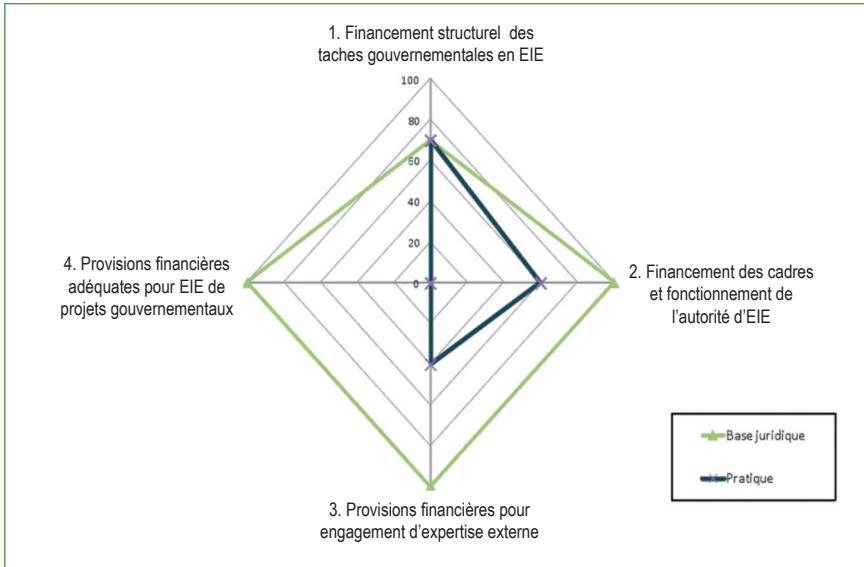 1. Financement structurel des
taches gouvernementales en EIE
100
80
60
40
20
0
4. Provisions financières
adéquates pour EIE de
projets gouvernementaux
2. Financement des cadres
et fonctionnement de
l’autorité d’EIE
Base juridique
Pratique
3. Provisions financières pour
engagement d’expertise externe